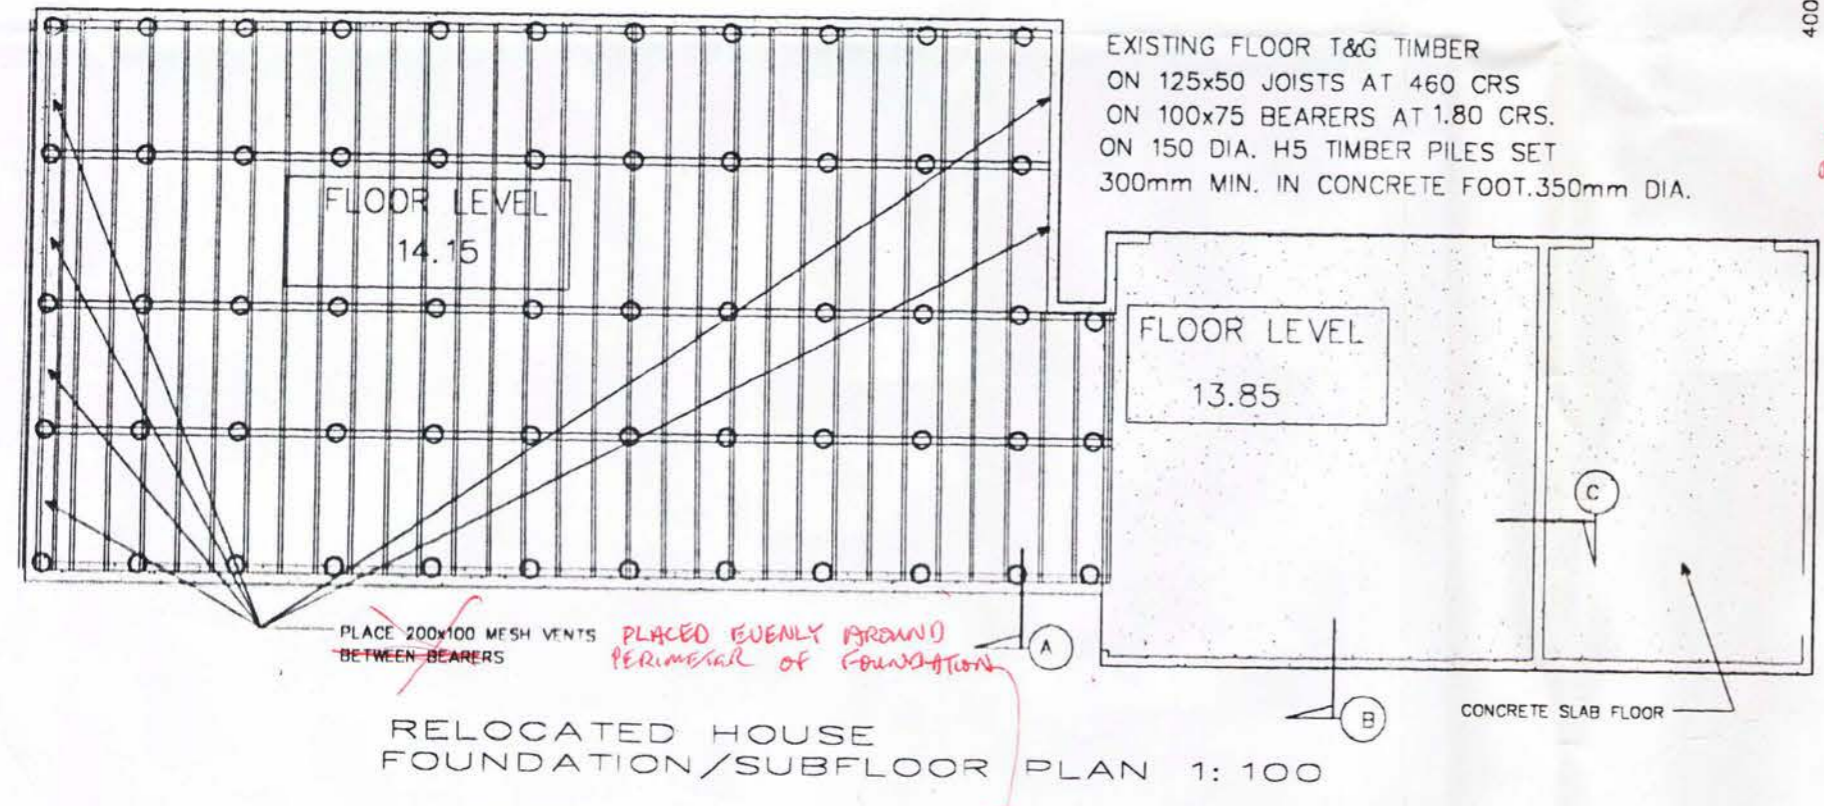 400
EXISTING FLOOR T&G TIMBER
ON 125x50 JOISTS AT 460 CRS
ON 100x75 BEARERS AT 1.80 CRS.
ON 150 DIA. H5 TIMBER PILES SET
300mm MIN. IN CONCRETE FOOT.350mm DIA.
FLOOR LEVEL
14.15
FLOOR LEVEL
13.85
C
PLACE 200x100 MESH VENTS
BETWEEN BEARERS
PLACED EVENLY AROUND
PERIMETER OF FOUNDATION
A
B
CONCRETE SLAB FLOOR
RELOCATED HOUSE
FOUNDATION/SUBFLOOR PLAN 1:100